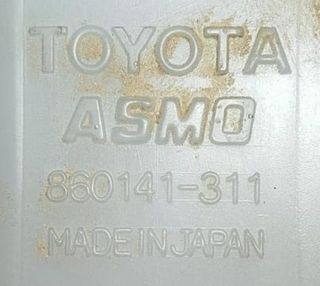 TOYOTA
ASMO
860141-311
MADE IN JAPAN